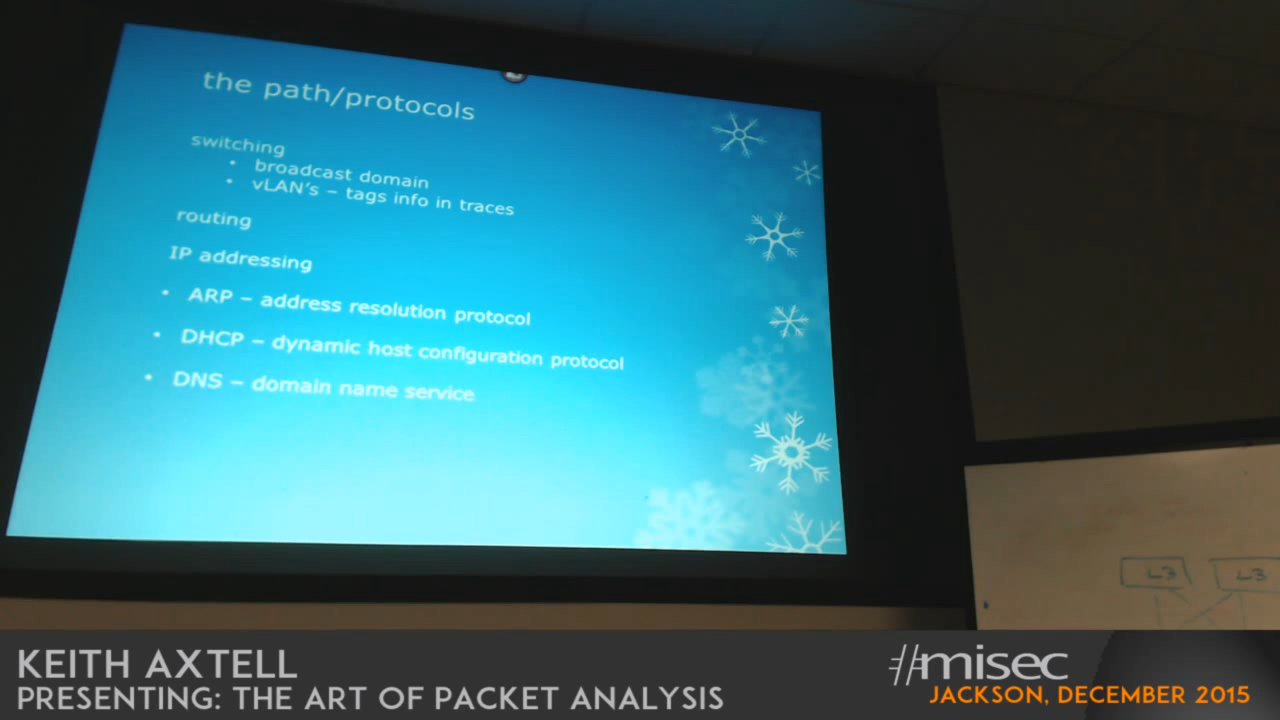 the path/protocols
switching
• broadcast domain
• vLAN's – tags info in traces
routing
IP addressing
• ARP – address resolution protocol
• DHCP – dynamic host configuration protocol
• DNS – domain name service
L3
L3
KEITH AXTELL
PRESENTING: THE ART OF PACKET ANALYSIS
#misec
JACKSON, DECEMBER 2015